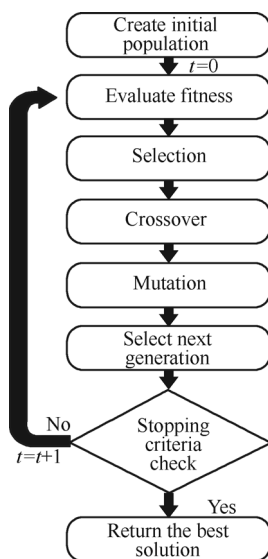 Create initial
population
t=0
Evaluate fitness
Selection
Crossover
Mutation
Select next
generation
No
Stopping
criteria
check
t=t+1
Yes
Return the best
solution